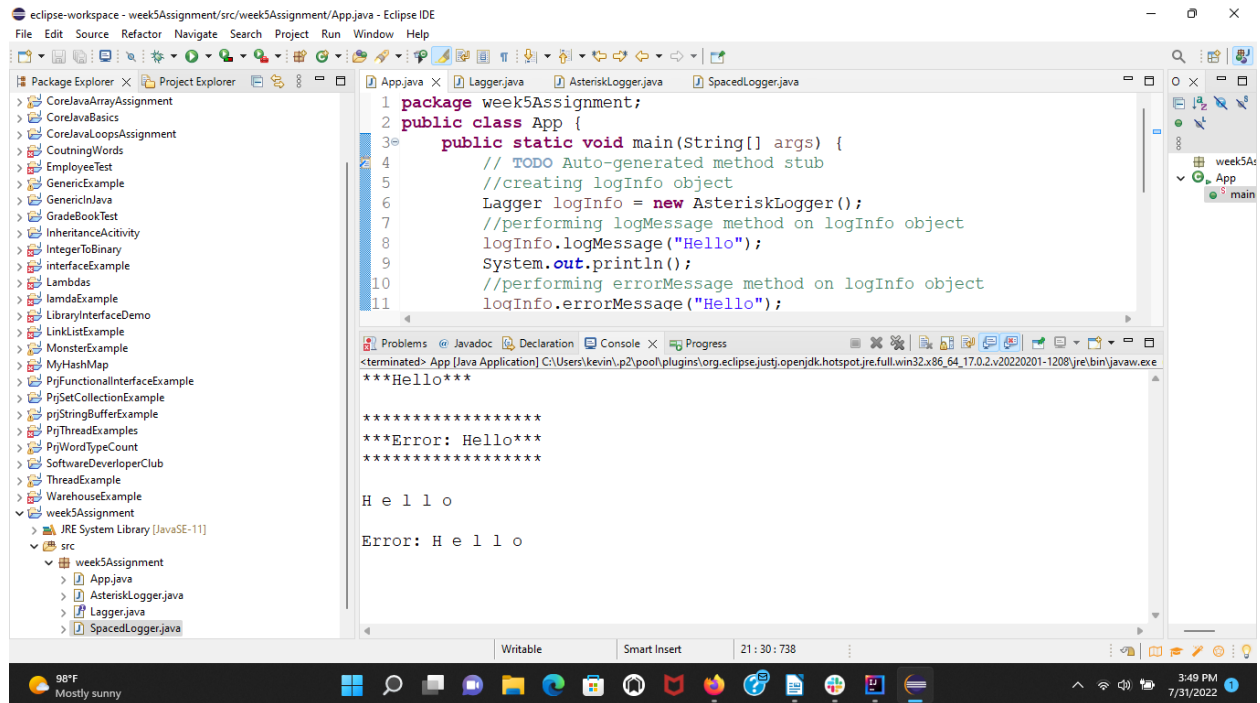 eclipse-workspace - week5Assignment/src/week5Assignment/App.java - Eclipse IDE
File Edit Source Refactor Navigate Search Project Run Window Help
Package Explorer Project Explorer
CoreJavaArrayAssignment
CoreJavaBasics
CoreJavaLoopsAssignment
CoutningWords
EmployeeTest
GenericExample
GenericInJava
GradeBookTest
InheritanceAcitivity
IntegerToBinary
interfaceExample
Lambdas
lamdaExample
LibraryInterfaceDemo
LinkListExample
MonsterExample
MyHashMap
PrjFunctionalInterfaceExample
PrjSetCollectionExample
prjStringBufferExample
PrjThreadExamples
PrjWordTypeCount
SoftwareDeverloperClub
ThreadExample
WarehouseExample
week5Assignment
JRE System Library [JavaSE-11]
src
week5Assignment
App.java
AsteriskLogger.java
Lagger.java
SpacedLogger.java
App.java Lagger.java AsteriskLogger.java SpacedLogger.java
1 package week5Assignment;
2 public class App {
3 public static void main(String[] args) {
4 // TODO Auto-generated method stub
5 //creating logInfo object
6 Lagger logInfo = new AsteriskLogger();
7 //performing logMessage method on logInfo object
8 logInfo.logMessage("Hello");
9 System.out.println();
10 //performing errorMessage method on logInfo object
11 logInfo.errorMessage("Hello");
week5As
App
main
Problems Javadoc Declaration Console Progress
<terminated> App [Java Application] C:\Users\kevin\.p2\pool\plugins\org.eclipse.justj.openjdk.hotspot.jre.full.win32.x86_64_17.0.2.v20220201-1208\jre\bin\javaw.exe
***Hello***
******************
***Error: Hello***
******************
H e l l o
Error: H e l l o
Writable Smart Insert 21 : 30 : 738
98°F
Mostly sunny
3:49 PM
7/31/2022
1